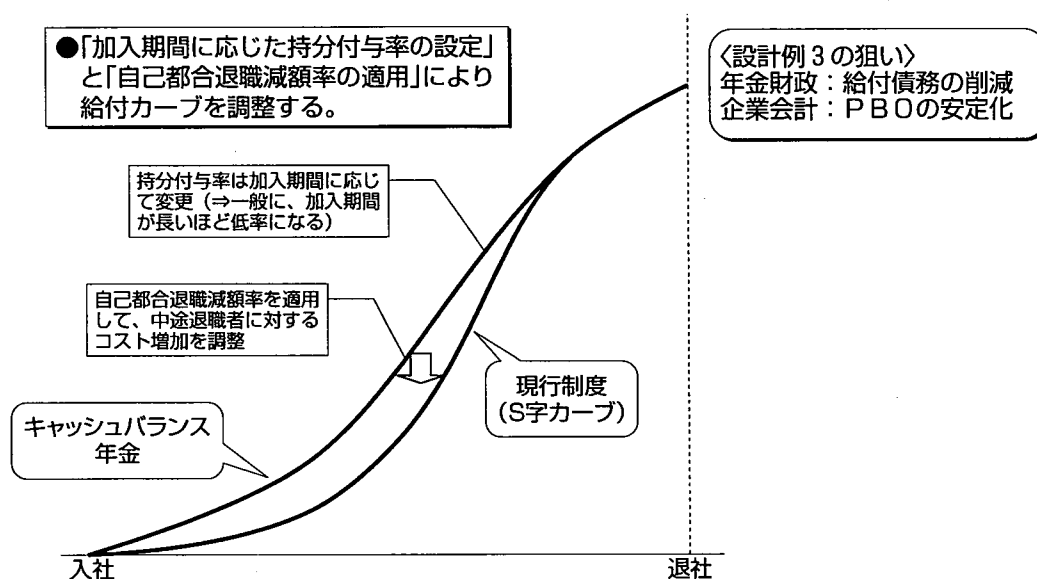 ●「加入期間に応じた持分付与率の設定」
と「自己都合退職減額率の適用」により
給付カーブを調整する。
〈設計例3の狙い〉
年金財政：給付債務の削減
企業会計：PBOの安定化
持分付与率は加入期間に応じ
て変更（⇒一般に、加入期間
が長いほど低率になる）
自己都合退職減額率を適用
して、中途退職者に対する
コスト増加を調整
現行制度
（S字カーブ）
キャッシュバランス
年金
入社
退社